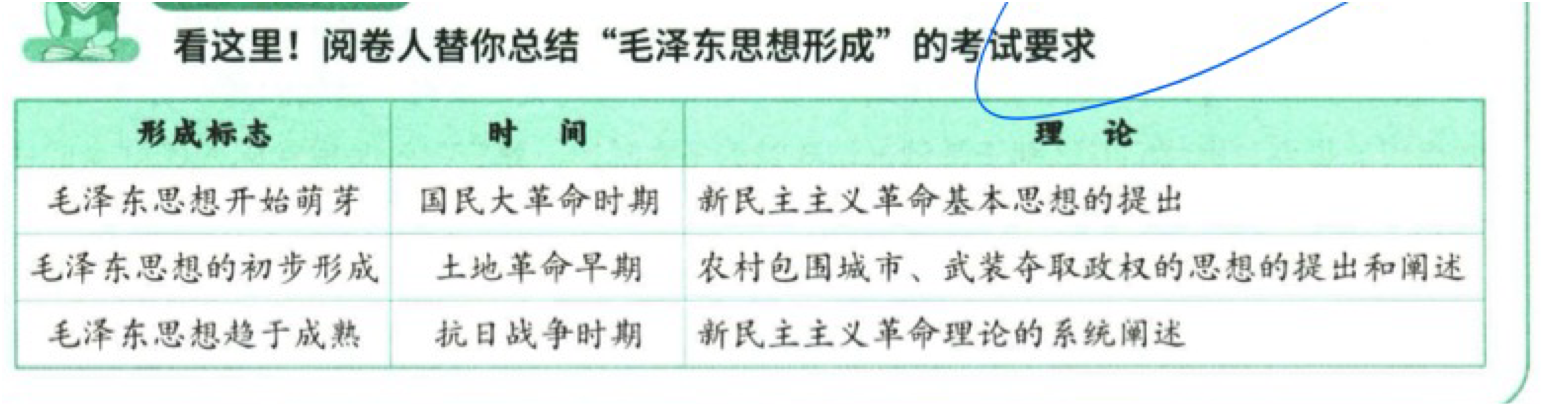 看这里！阅卷人替你总结“毛泽东思想形成”的考试要求
形成标志 时 间 理 论
毛泽东思想开始萌芽 国民大革命时期 新民主主义革命基本思想的提出
毛泽东思想的初步形成 土地革命早期 农村包围城市、武装夺取政权的思想的提出和阐述
毛泽东思想趋于成熟 抗日战争时期 新民主主义革命理论的系统阐述